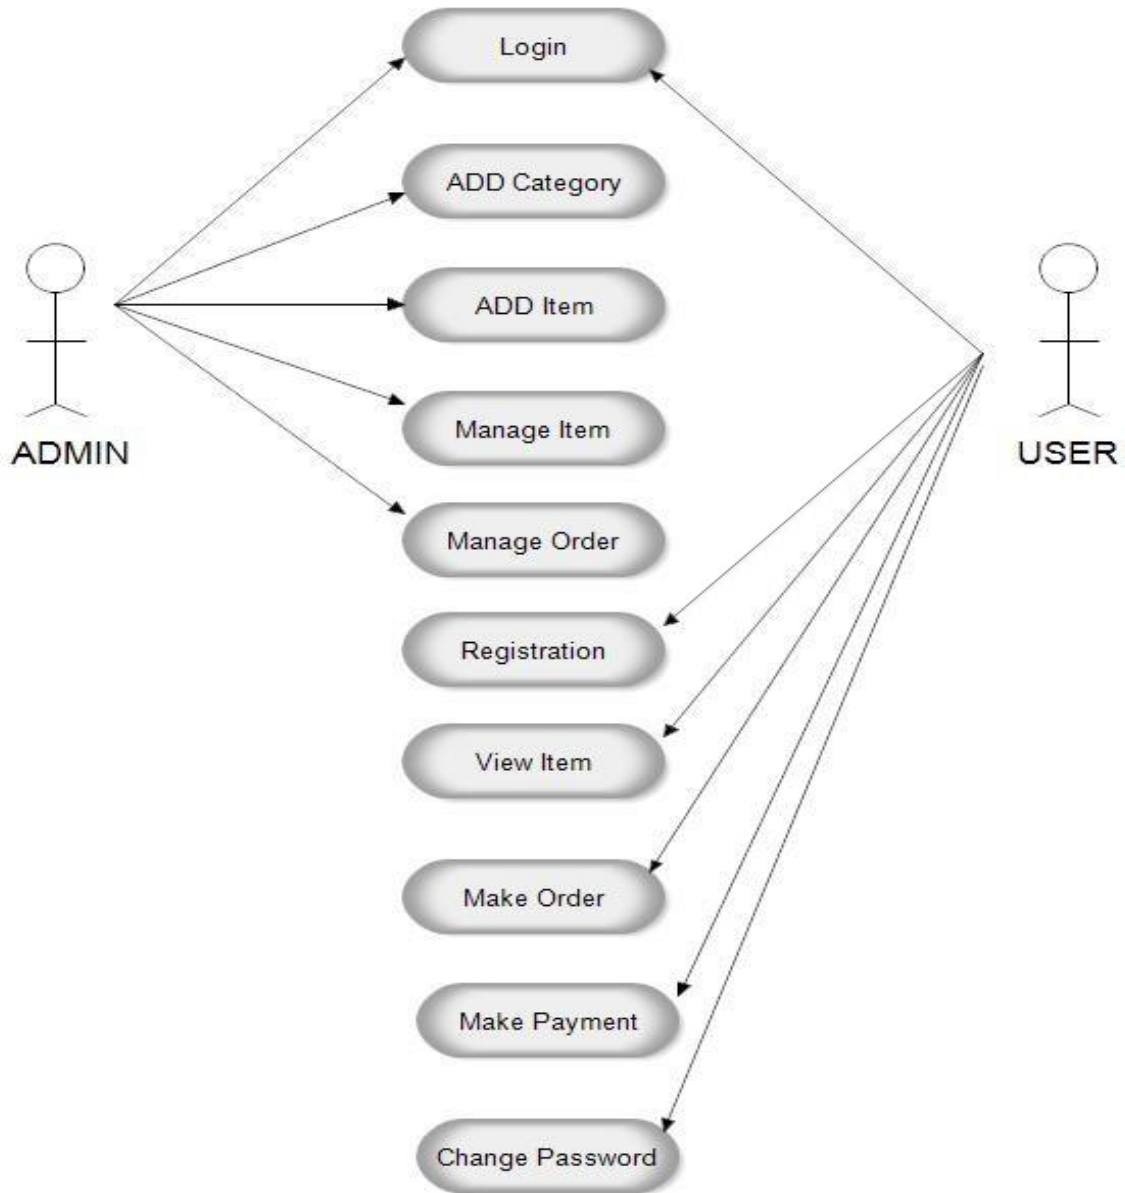 Login
ADD Category
ADD Item
Manage Item
ADMIN
USER
Manage Order
Registration
View Item
Make Order
Make Payment
Change Password